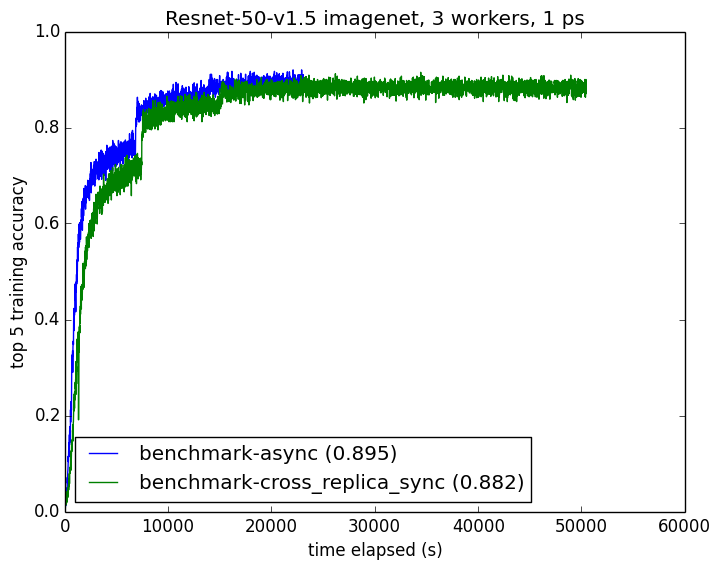 Resnet-50-v1.5 imagenet, 3 workers, 1 ps
1.0
0.8
0.6
0.4
0.2
0.0
top 5 training accuracy
benchmark-async (0.895)
benchmark-cross_replica_sync (0.882)
0 10000 20000 30000 40000 50000 60000
time elapsed (s)